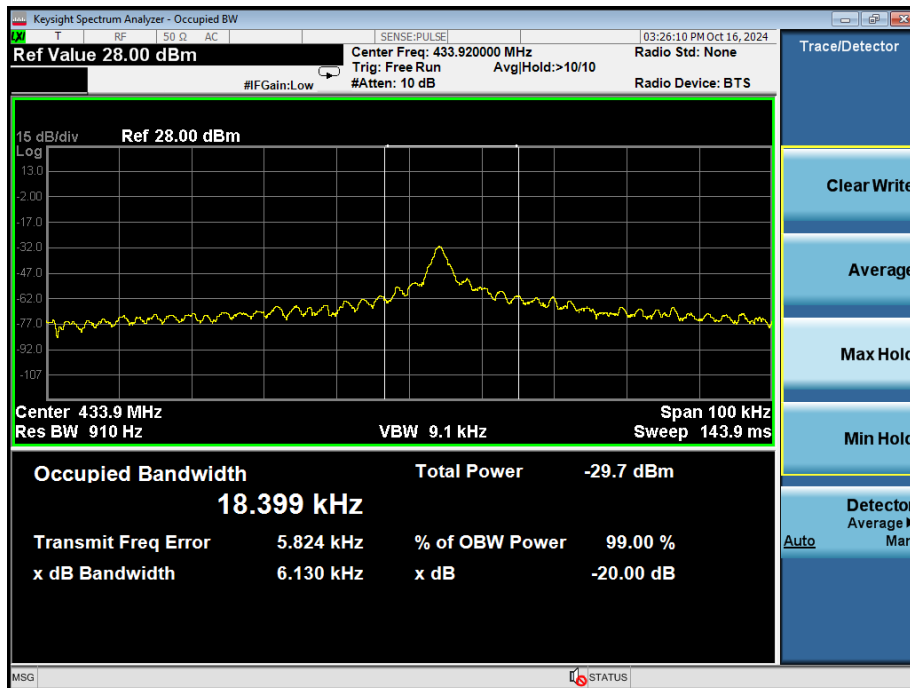 Keysight Spectrum Analyzer - Occupied BW
LXI T RF 50 Ω AC SENSE:PULSE 03:26:10 PM Oct 16, 2024
Ref Value 28.00 dBm
Center Freq: 433.920000 MHz
Radio Std: None
Trig: Free Run Avg|Hold:>10/10
#IFGain:Low
#Atten: 10 dB
Radio Device: BTS
15 dB/div Ref 28.00 dBm
Log
13.0
-2.00
-17.0
-32.0
-47.0
-62.0
-77.0
-92.0
-107
Center 433.9 MHz Span 100 kHz
Res BW 910 Hz VBW 9.1 kHz Sweep 143.9 ms
Occupied Bandwidth Total Power -29.7 dBm
18.399 kHz
Transmit Freq Error 5.824 kHz % of OBW Power 99.00 %
x dB Bandwidth 6.130 kHz x dB -20.00 dB
MSG STATUS
Trace/Detector
Clear Write
Average
Max Hold
Min Hold
Detector
Average
Auto Man